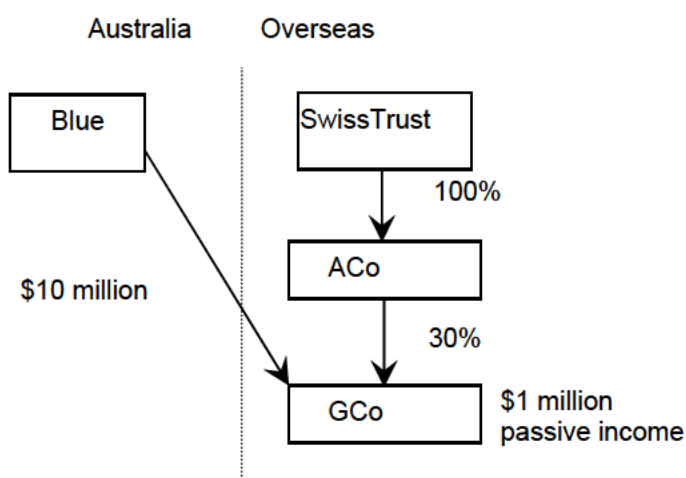 Australia
Overseas
Blue
SwissTrust
100%
ACo
$10 million
30%
GCo
$1 million
passive income